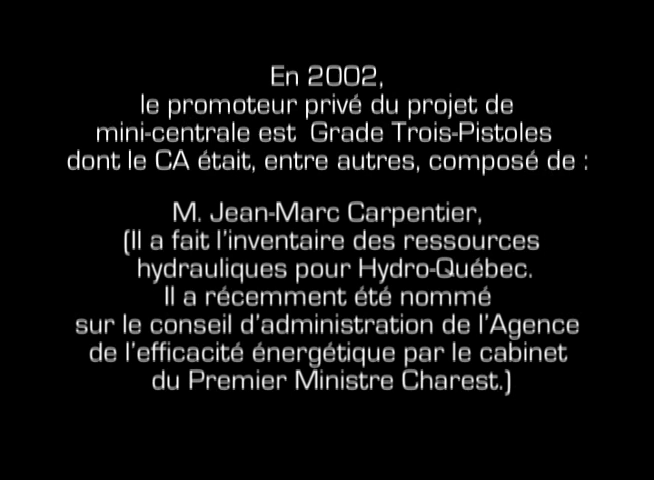 En 2002,
le promoteur privé du projet de
mini-centrale est Grade Trois-Pistoles
dont le CA était, entre autres, composé de :
M. Jean-Marc Carpentier,
(Il a fait l'inventaire des ressources
hydrauliques pour Hydro-Québec.
Il a récemment été nommé
sur le conseil d'administration de l'Agence
de l'efficacité énergétique par le cabinet
du Premier Ministre Charest.)